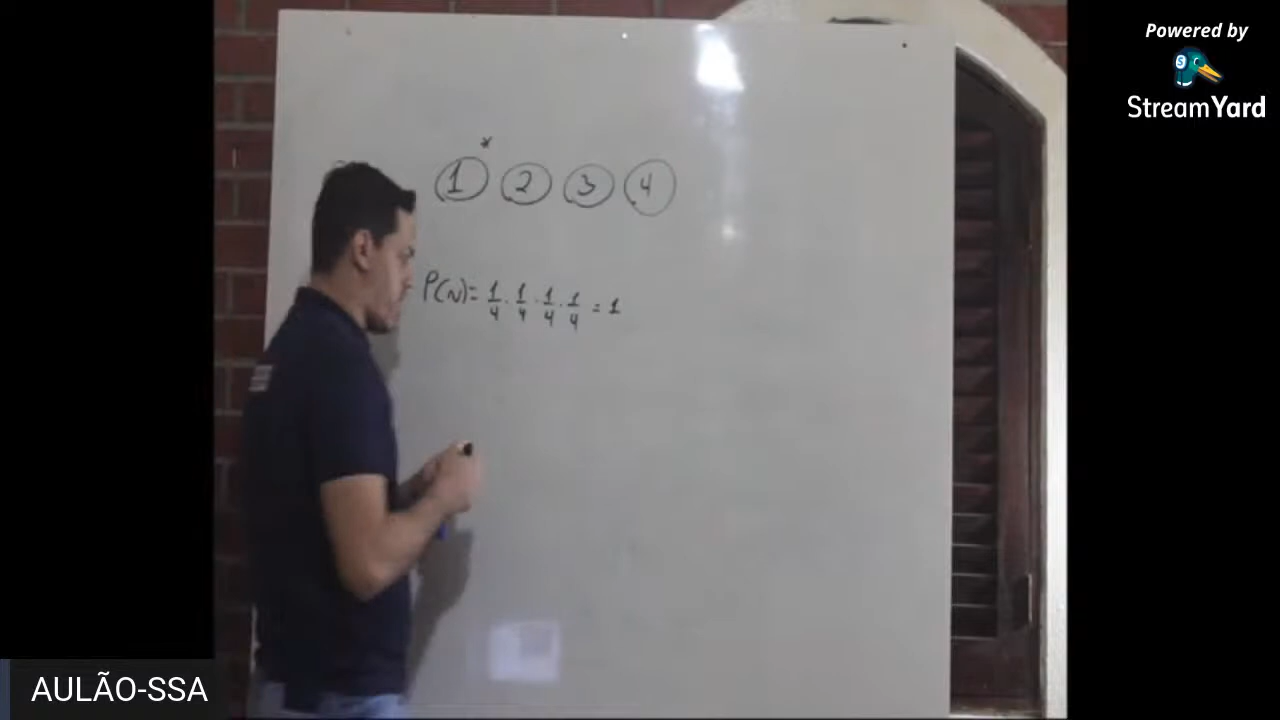 Powered by
StreamYard
*
1 2 3 4
P(N)= 1/4 . 1/4 . 1/4 . 1/4 = 1
AULÃO-SSA